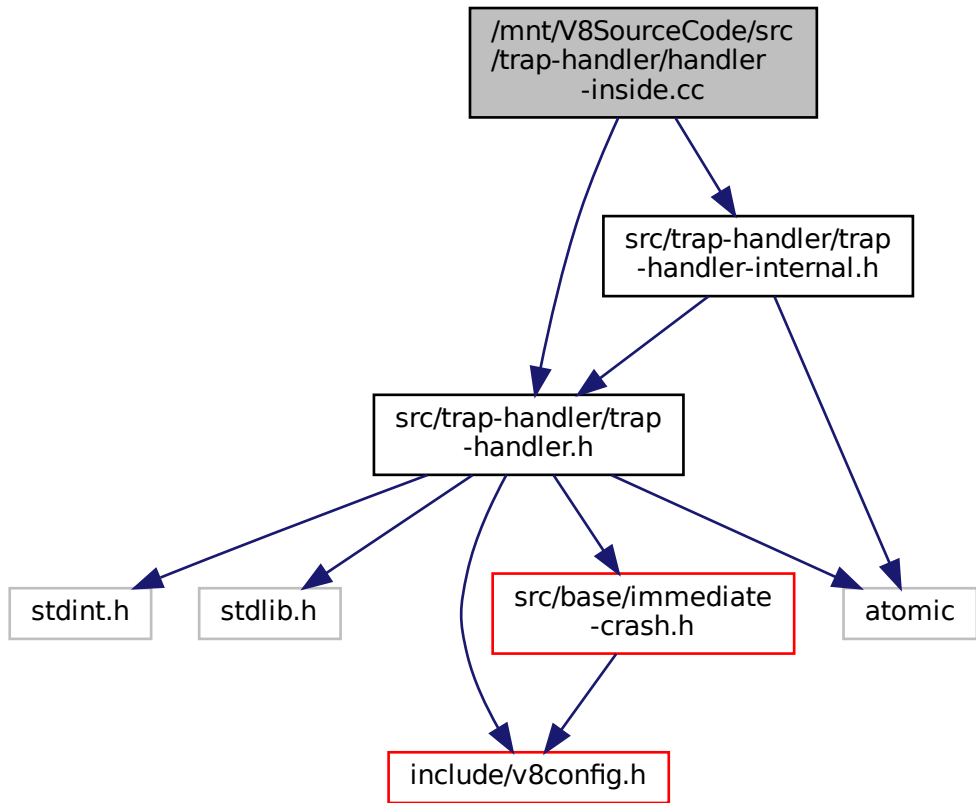 /mnt/V8SourceCode/src
/trap-handler/handler
-inside.cc
src/trap-handler/trap
-handler-internal.h
src/trap-handler/trap
-handler.h
stdint.h
stdlib.h
src/base/immediate
-crash.h
atomic
include/v8config.h